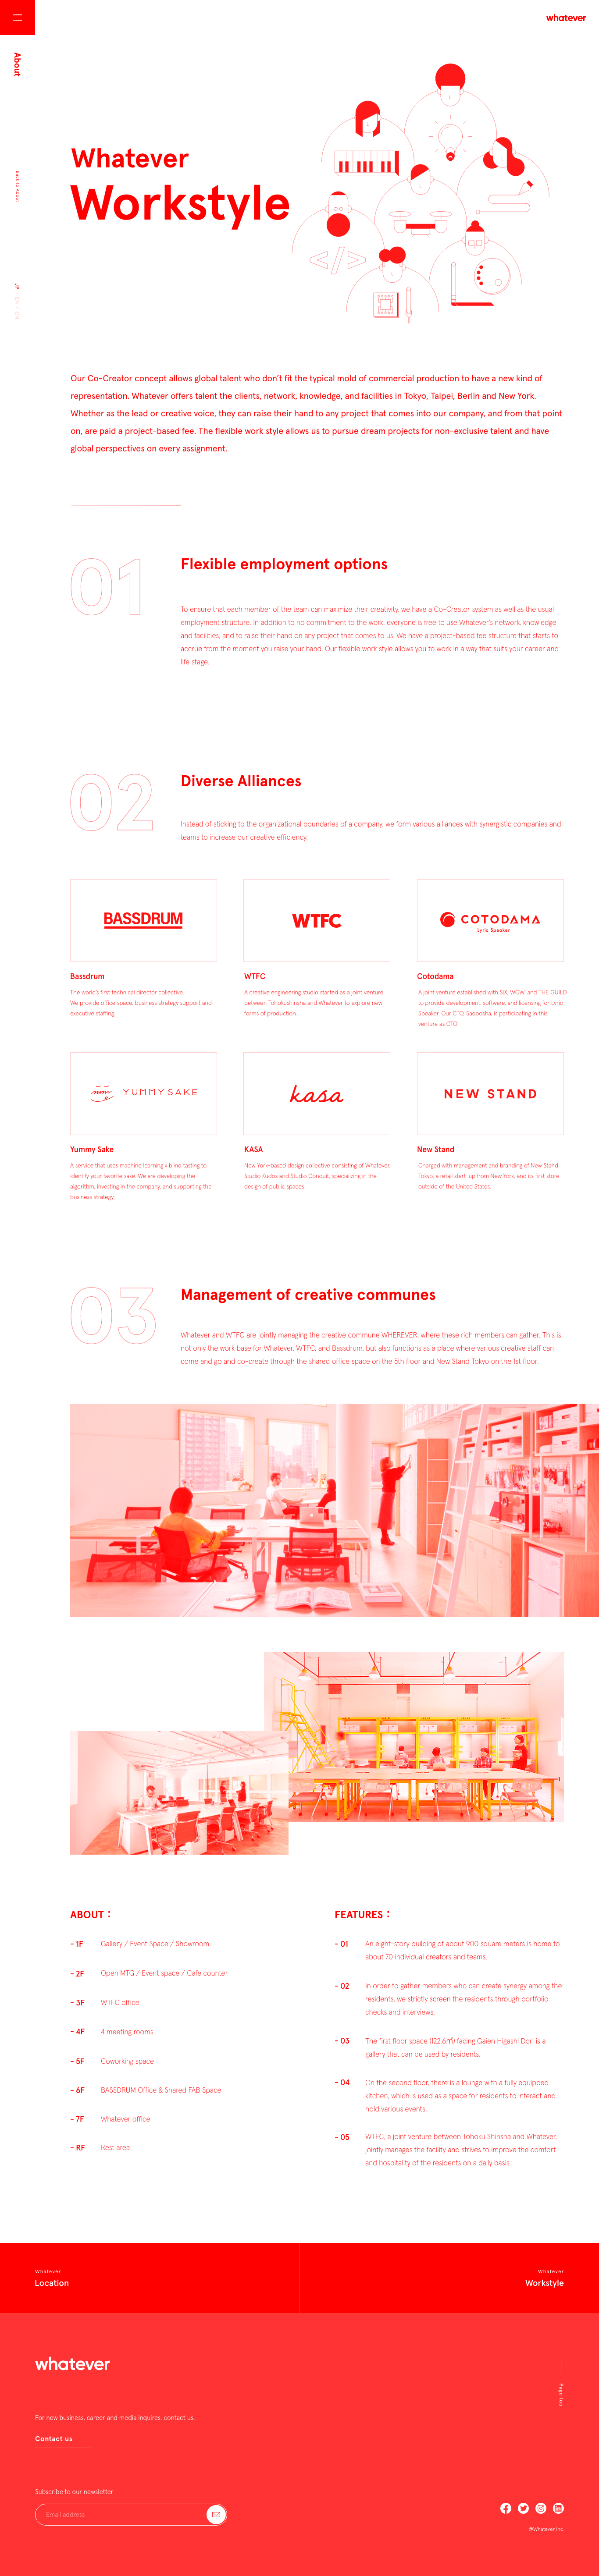 whatever
About
Back to About
JP / EN / CH
Whatever
Workstyle
</>
Our Co-Creator concept allows global talent who don't fit the typical mold of commercial production to have a new kind of
representation. Whatever offers talent the clients, network, knowledge, and facilities in Tokyo, Taipei, Berlin and New York.
Whether as the lead or creative voice, they can raise their hand to any project that comes into our company, and from that point
on, are paid a project-based fee. The flexible work style allows us to pursue dream projects for non-exclusive talent and have
global perspectives on every assignment.
01
Flexible employment options
To ensure that each member of the team can maximize their creativity, we have a Co-Creator system as well as the usual
employment structure. In addition to no commitment to the work, everyone is free to use Whatever's network, knowledge
and facilities, and to raise their hand on any project that comes to us. We have a project-based fee structure that starts to
accrue from the moment you raise your hand. Our flexible work style allows you to work in a way that suits your career and
life stage.
02
Diverse Alliances
Instead of sticking to the organizational boundaries of a company, we form various alliances with synergistic companies and
teams to increase our creative efficiency.
BASSDRUM
WTFC
COTODAMA
Lyric Speaker
Bassdrum
The world's first technical director collective.
We provide office space, business strategy support and
executive staffing.
WTFC
A creative engineering studio started as a joint venture
between Tohokushinsha and Whatever to explore new
forms of production.
Cotodama
A joint venture established with SIX, WOW, and THE GUILD
to provide development, software, and licensing for Lyric
Speaker. Our CTO, Saqoosha, is participating in this
venture as CTO.
YUMMY SAKE
kasa
NEW STAND
Yummy Sake
A service that uses machine learning x blind tasting to
identify your favorite sake. We are developing the
algorithm, investing in the company, and supporting the
business strategy.
KASA
New York-based design collective consisting of Whatever,
Studio Kudos and Studio Conduit, specializing in the
design of public spaces.
New Stand
Charged with management and branding of New Stand
Tokyo, a retail start-up from New York, and its first store
outside of the United States.
03
Management of creative communes
Whatever and WTFC are jointly managing the creative commune WHEREVER, where these rich members can gather. This is
not only the work base for Whatever, WTFC, and Bassdrum, but also functions as a place where various creative staff can
come and go and co-create through the shared office space on the 5th floor and New Stand Tokyo on the 1st floor.
ABOUT：
- 1F Gallery / Event Space / Showroom
- 2F Open MTG / Event space / Cafe counter
- 3F WTFC office
- 4F 4 meeting rooms
- 5F Coworking space
- 6F BASSDRUM Office & Shared FAB Space
- 7F Whatever office
- RF Rest area
FEATURES：
- 01 An eight-story building of about 900 square meters is home to
about 70 individual creators and teams.
- 02 In order to gather members who can create synergy among the
residents, we strictly screen the residents through portfolio
checks and interviews.
- 03 The first floor space (122.6㎡) facing Gaien Higashi Dori is a
gallery that can be used by residents.
- 04 On the second floor, there is a lounge with a fully equipped
kitchen, which is used as a space for residents to interact and
hold various events.
- 05 WTFC, a joint venture between Tohoku Shinsha and Whatever,
jointly manages the facility and strives to improve the comfort
and hospitality of the residents on a daily basis.
Whatever
Location
Whatever
Workstyle
whatever
Page top
For new business, career and media inquires, contact us.
Contact us
Subscribe to our newsletter
Email address
@Whatever Inc.